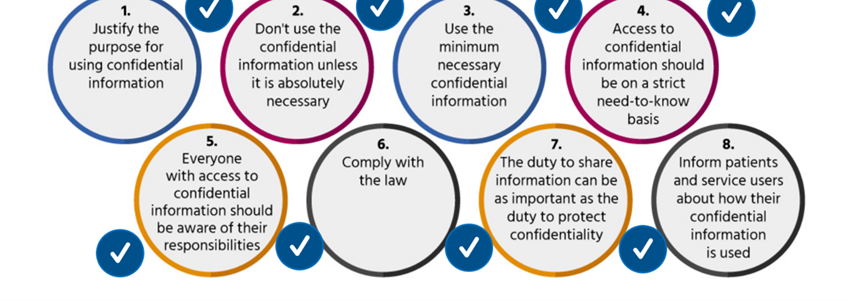 1.
Justify the
purpose for
using confidential
information
2.
Don't use the
confidential
information unless
it is absolutely
necessary
3.
Use the
minimum
necessary
confidential
information
4.
Access to
confidential
information should
be on a strict
need-to-know
basis
5.
Everyone
with access to
confidential
information should
be aware of their
responsibilities
6.
Comply with
the law
7.
The duty to share
information can be
as important as the
duty to protect
confidentiality
8.
Inform patients
and service users
about how their
confidential
information
is used